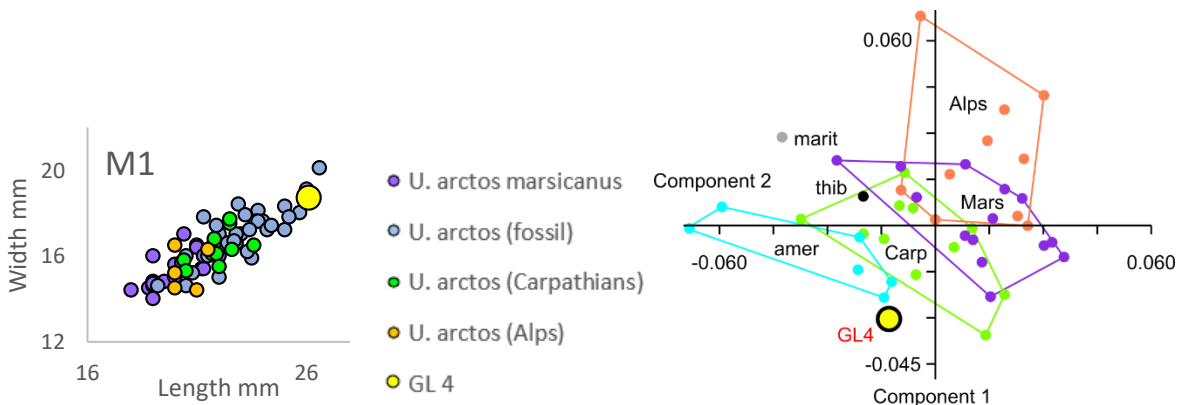 M1
Width mm
20
16
12
16
26
Length mm
U. arctos marsicanus
U. arctos (fossil)
U. arctos (Carpathians)
U. arctos (Alps)
GL 4
0.060
Alps
marit
Component 2
thib
Mars
amer
Carp
-0.060
0.060
GL4
-0.045
Component 1